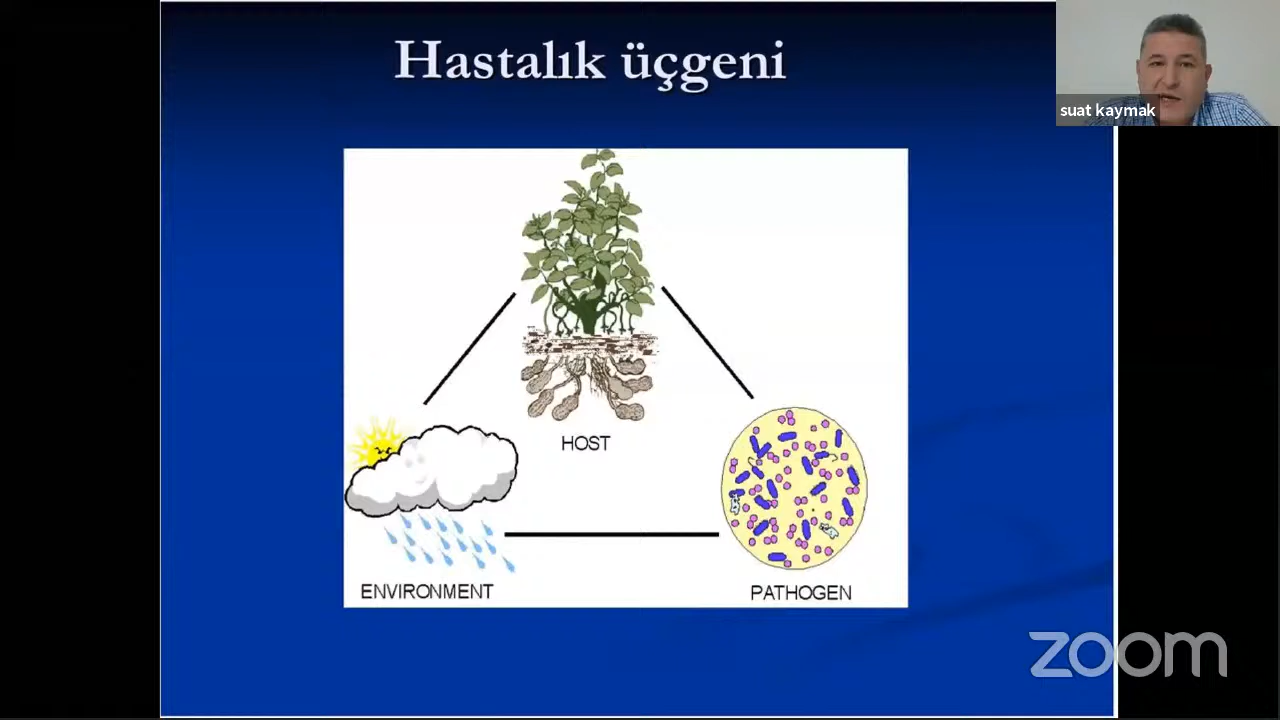 Hastalık üçgeni
suat kaymak
HOST
ENVIRONMENT
PATHOGEN
zoom